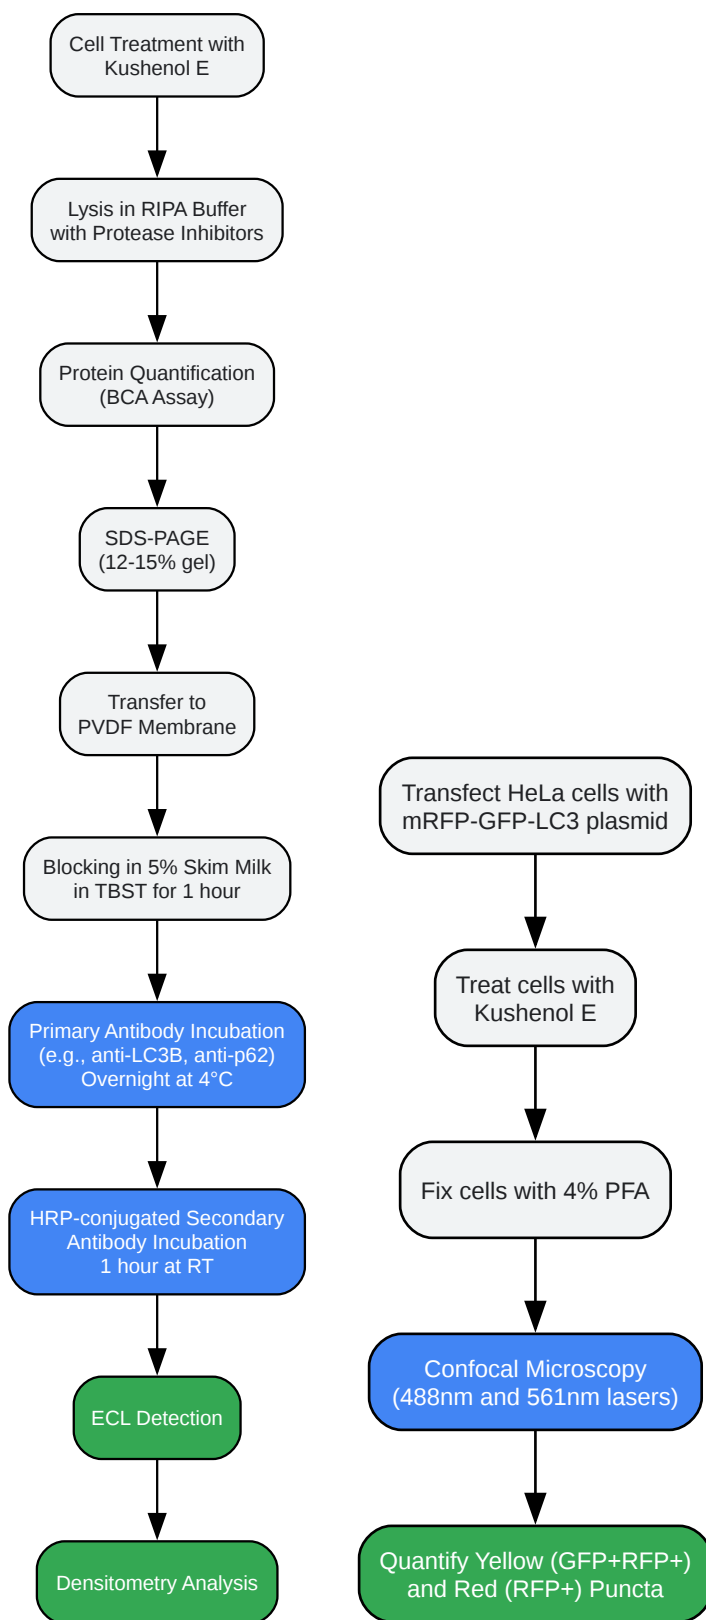 Cell Treatment with
Kushenol E
Lysis in RIPA Buffer
with Protease Inhibitors
Protein Quantification
(BCA Assay)
SDS-PAGE
(12-15% gel)
Transfer to
PVDF Membrane
Blocking in 5% Skim Milk
in TBST for 1 hour
Primary Antibody Incubation
(e.g., anti-LC3B, anti-p62)
Overnight at 4°C
HRP-conjugated Secondary
Antibody Incubation
1 hour at RT
ECL Detection
Densitometry Analysis
Transfect HeLa cells with
mRFP-GFP-LC3 plasmid
Treat cells with
Kushenol E
Fix cells with 4% PFA
Confocal Microscopy
(488nm and 561nm lasers)
Quantify Yellow (GFP+RFP+)
and Red (RFP+) Puncta